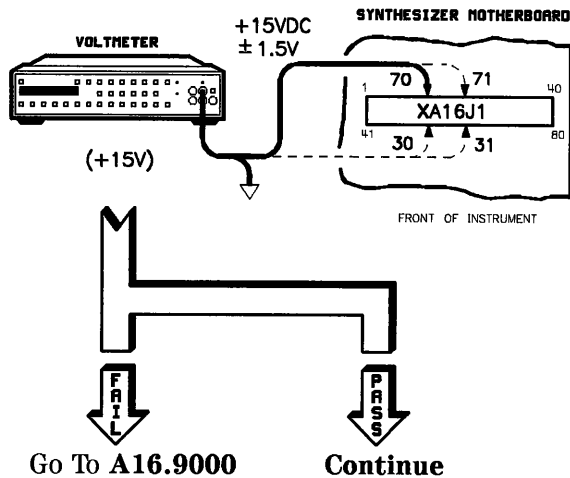 SYNTHESIZER MOTHERBOARD
+15VDC
± 1.5V
VOLTMETER
70 71
1 40
XA16J1
41 80
30 31
(+15V)
FRONT OF INSTRUMENT
FAIL
PASS
Go To A16.9000
Continue